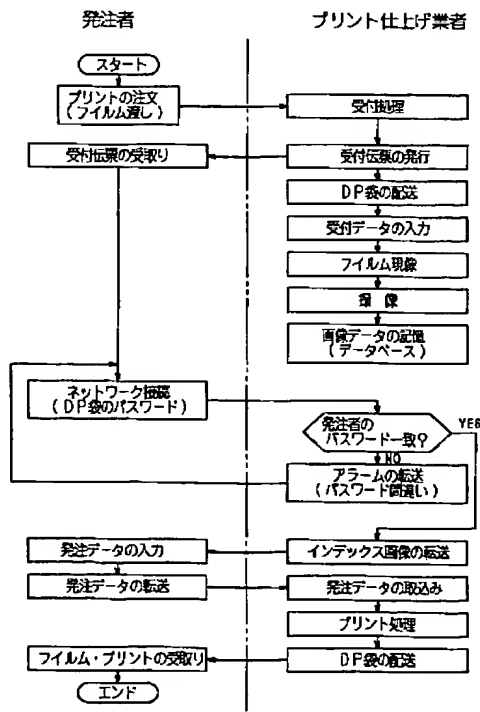 発注者
プリント仕上げ業者
スタート
プリントの注文
(フイルム渡し)
受付処理
受付伝票の受取り
受付伝票の発行
DP袋の配送
受付データの入力
フイルム現像
撮 像
画像データの記憶
(データベース)
ネットワーク接続
(DP袋のパスワード)
発注者の
パスワード一致?
YES
NO
アラームの転送
(パスワード間違い)
発注データの入力
インデックス画像の転送
発注データの転送
発注データの取込み
プリント処理
フイルム・プリントの受取り
DP袋の配送
エンド